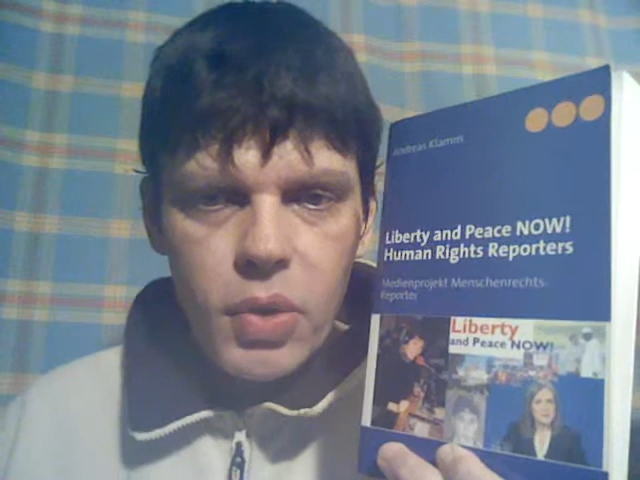 Andreas Klamm
Liberty and Peace NOW!
Human Rights Reporters
Medienprojekt Menschenrechts-
Reporter
Liberty
and Peace NOW!